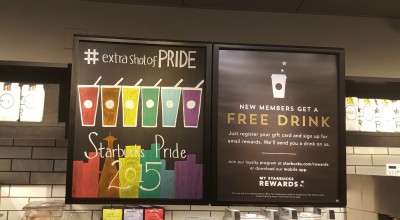 # extra shot of PRIDE
Starbucks Pride
2015
NEW MEMBERS GET A
FREE DRINK
Just register your gift card and sign up for
email rewards. We'll send you a drink on us.
Join our loyalty program at starbucks.com/rewards
or download our mobile app
MY STARBUCKS
REWARDS